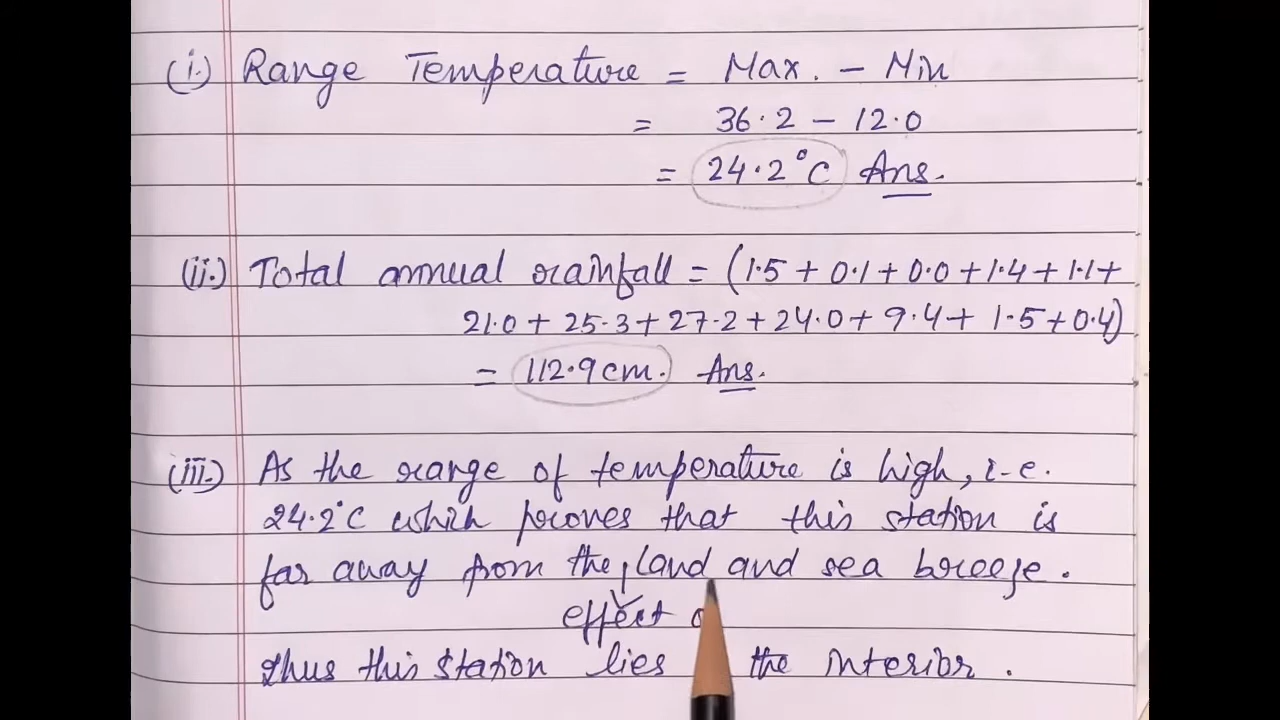 (i.) Range Temperature = Max. - Min
= 36.2 - 12.0
= 24.2°C Ans.
(ii.) Total annual rainfall = (1.5 + 0.1 + 0.0 + 1.4 + 1.1 +
21.0 + 25.3 + 27.2 + 24.0 + 9.4 + 1.5 + 0.4)
= 112.9 cm. Ans.
(iii.) As the range of temperature is high, i-e.
24.2°C which proves that this station is
far away from the land and sea breeze.
effect
Thus this station lies the interior.